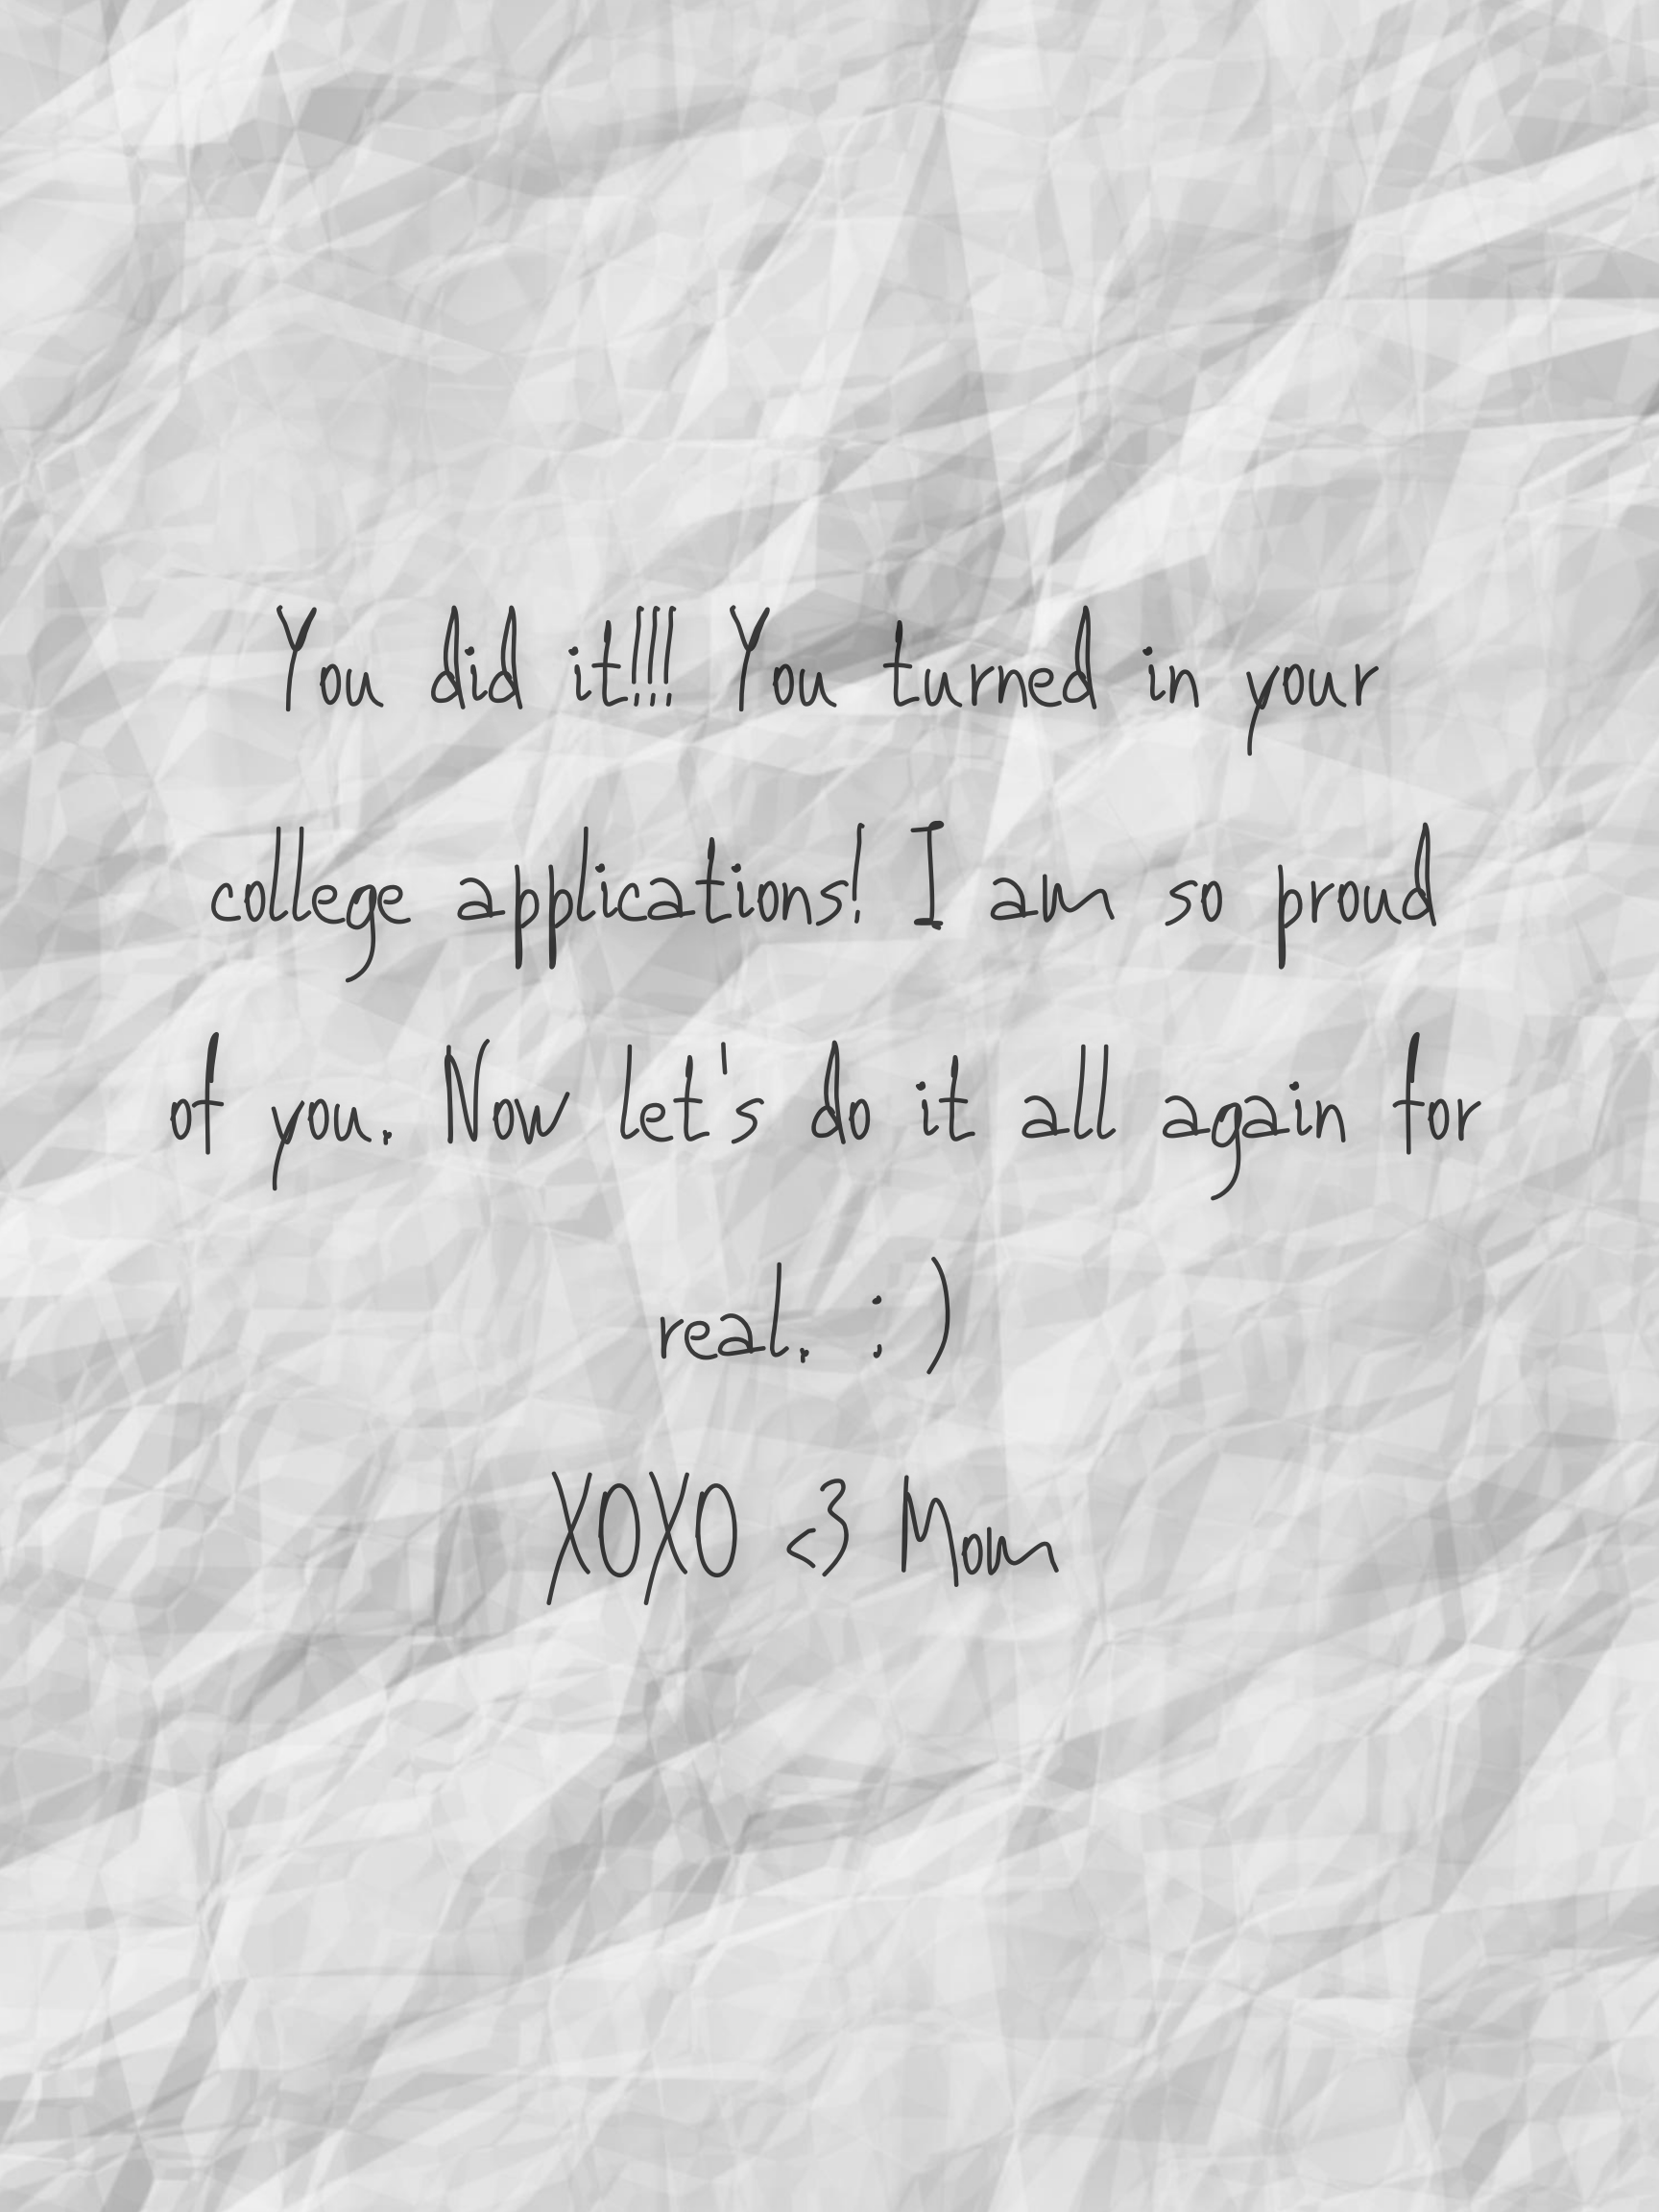 You did it!!! You turned in your
college applications! I am so proud
of you. Now let's do it all again for
real. : )
XOXO <3 Mom